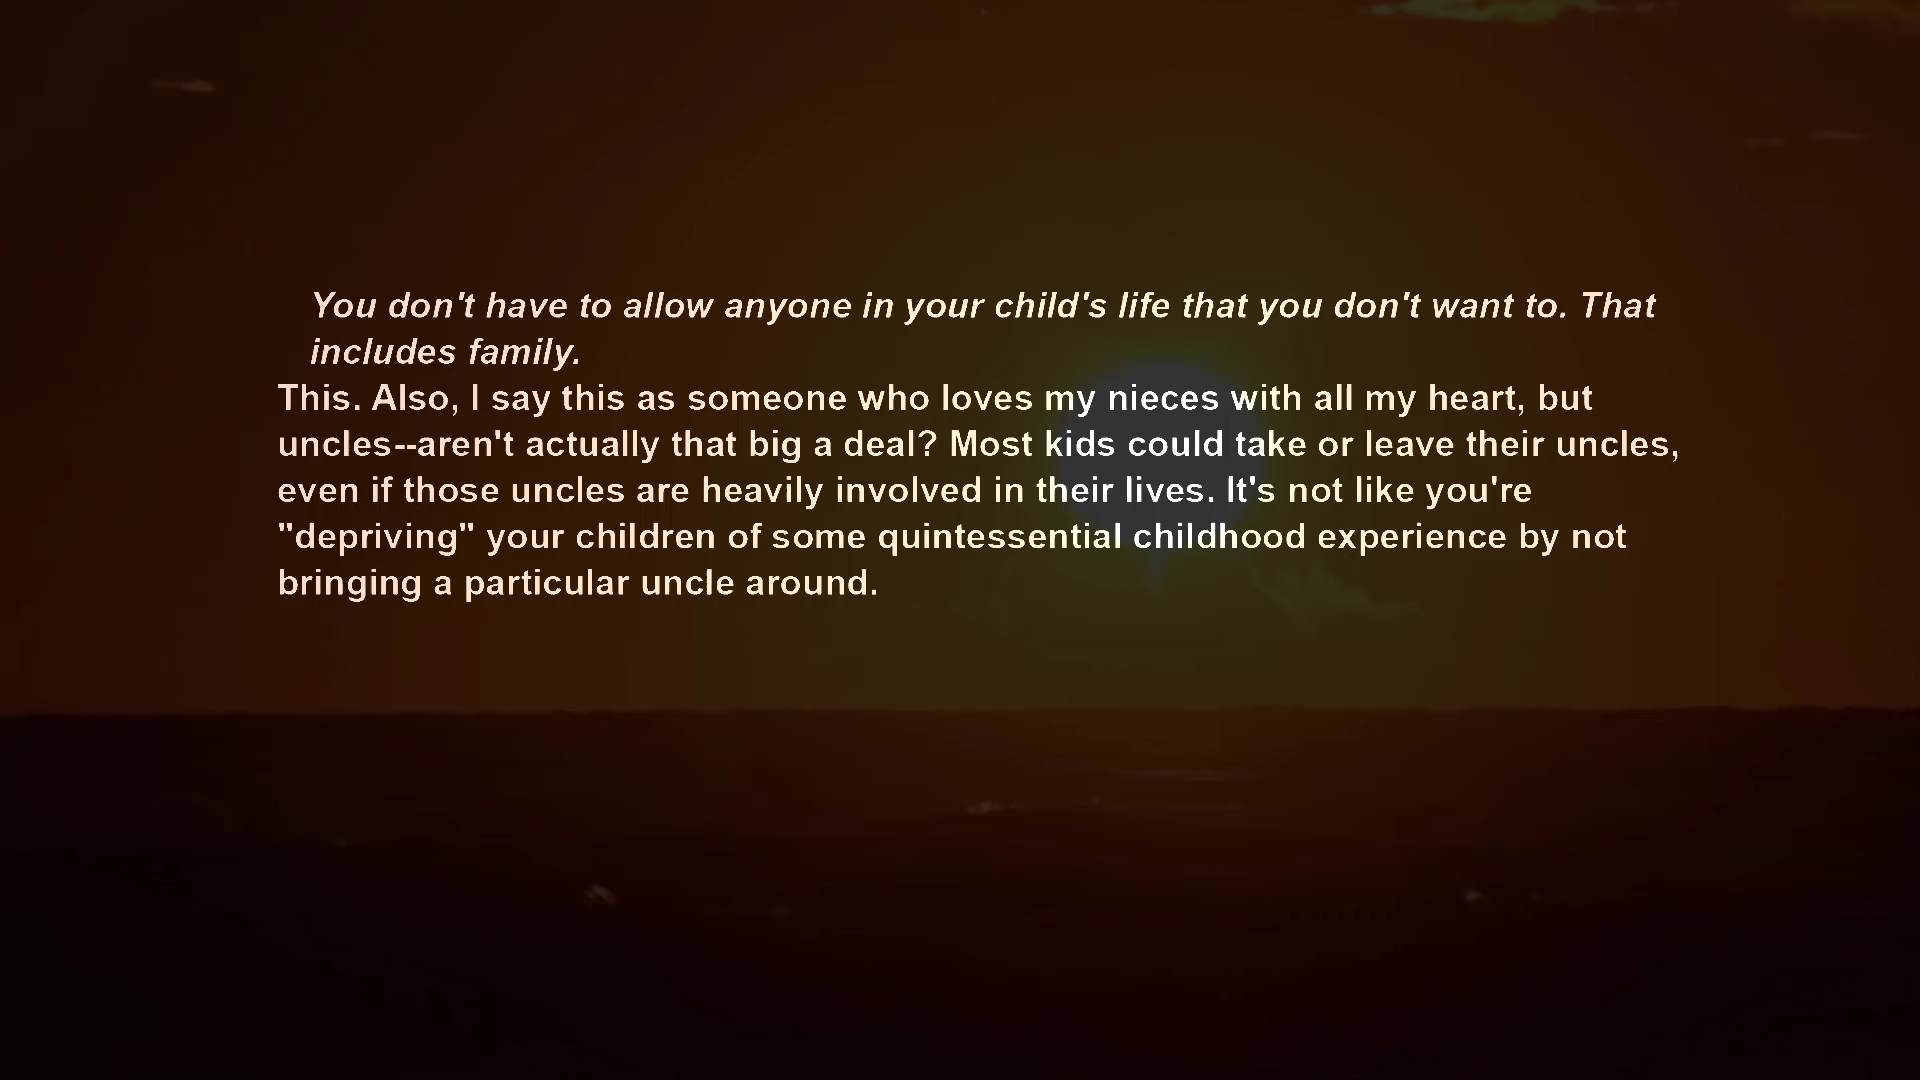 You don't have to allow anyone in your child's life that you don't want to. That
includes family.
This. Also, I say this as someone who loves my nieces with all my heart, but
uncles--aren't actually that big a deal? Most kids could take or leave their uncles,
even if those uncles are heavily involved in their lives. It's not like you're
"depriving" your children of some quintessential childhood experience by not
bringing a particular uncle around.